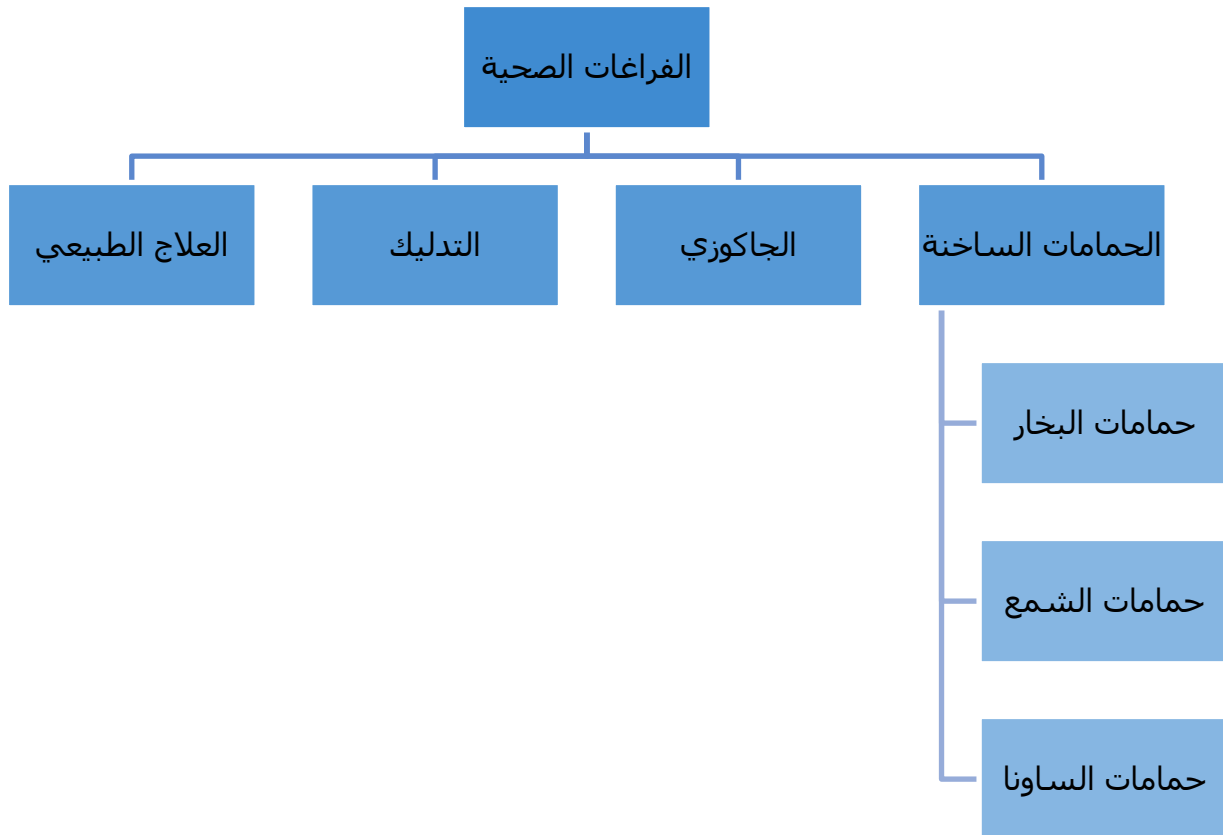 الفراغات الصحية
الحمامات الساخنة
الجاكوزي
التدليك
العلاج الطبيعي
حمامات البخار
حمامات الشمع
حمامات الساونا